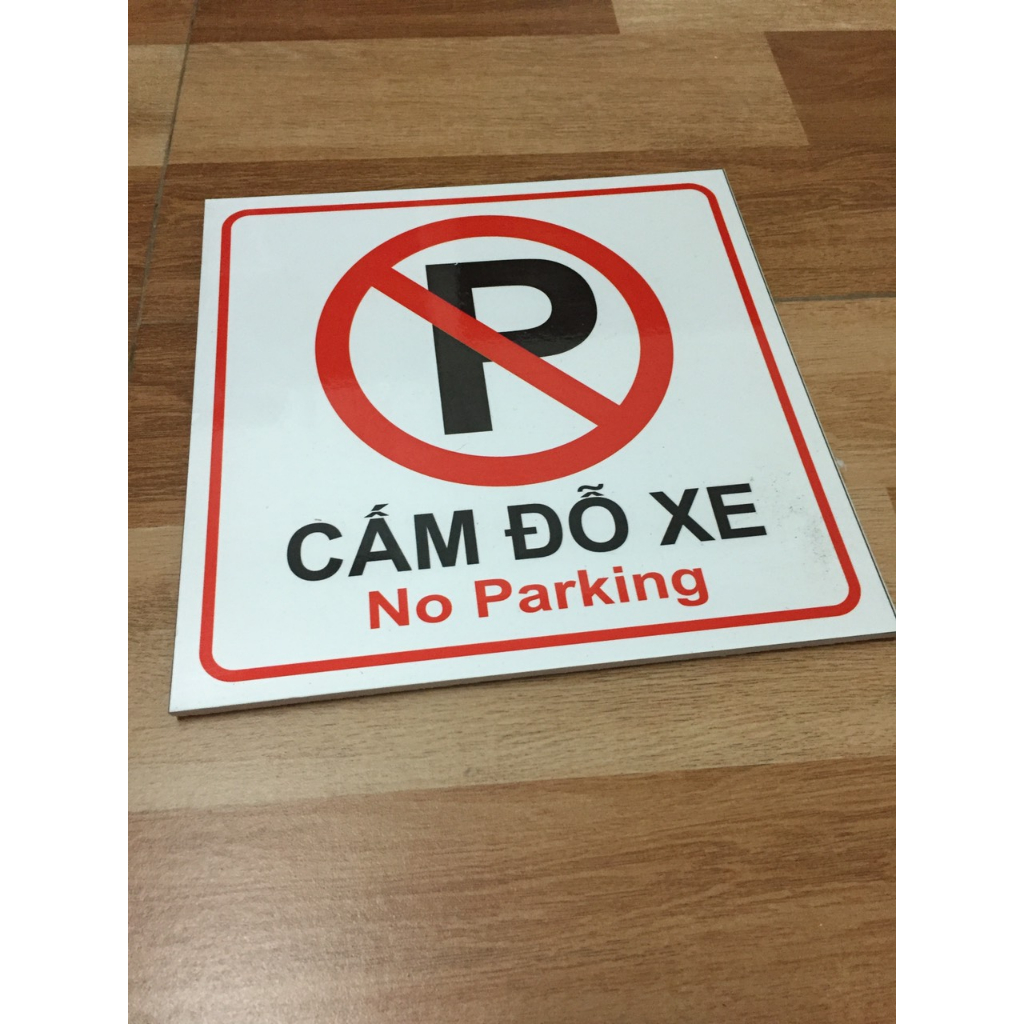 P
CẤM ĐỖ XE
No Parking